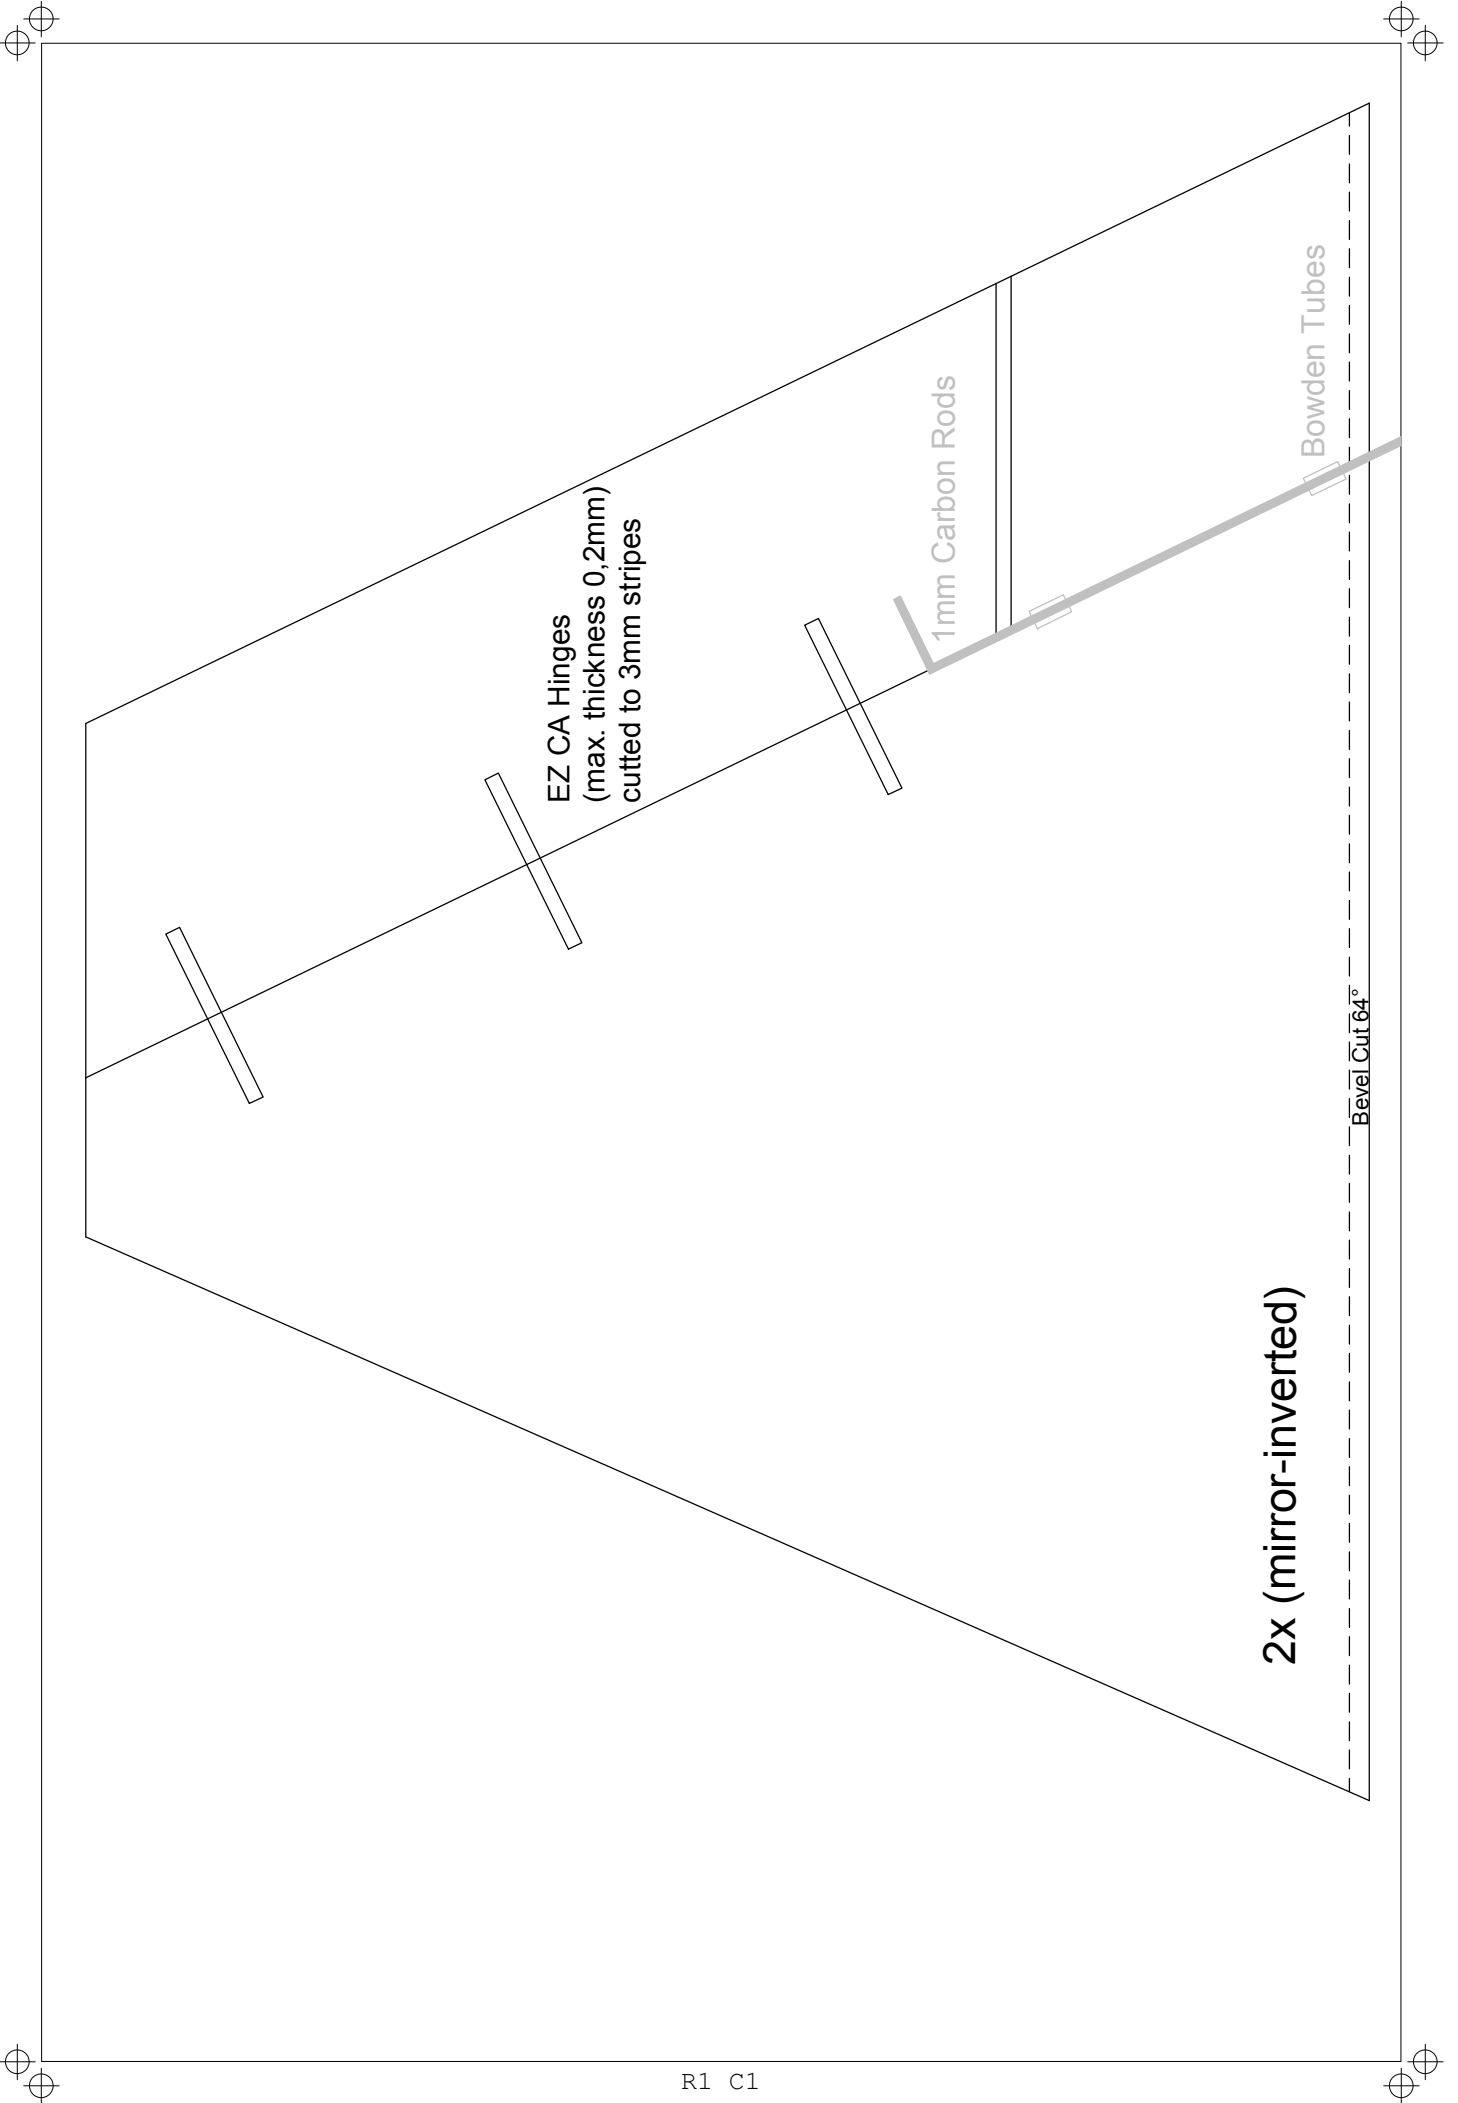 EZ CA Hinges
(max. thickness 0,2mm)
cutted to 3mm stripes
1mm Carbon Rods
Bowden Tubes
Bevel Cut 64°
2x (mirror-inverted)
R1 C1